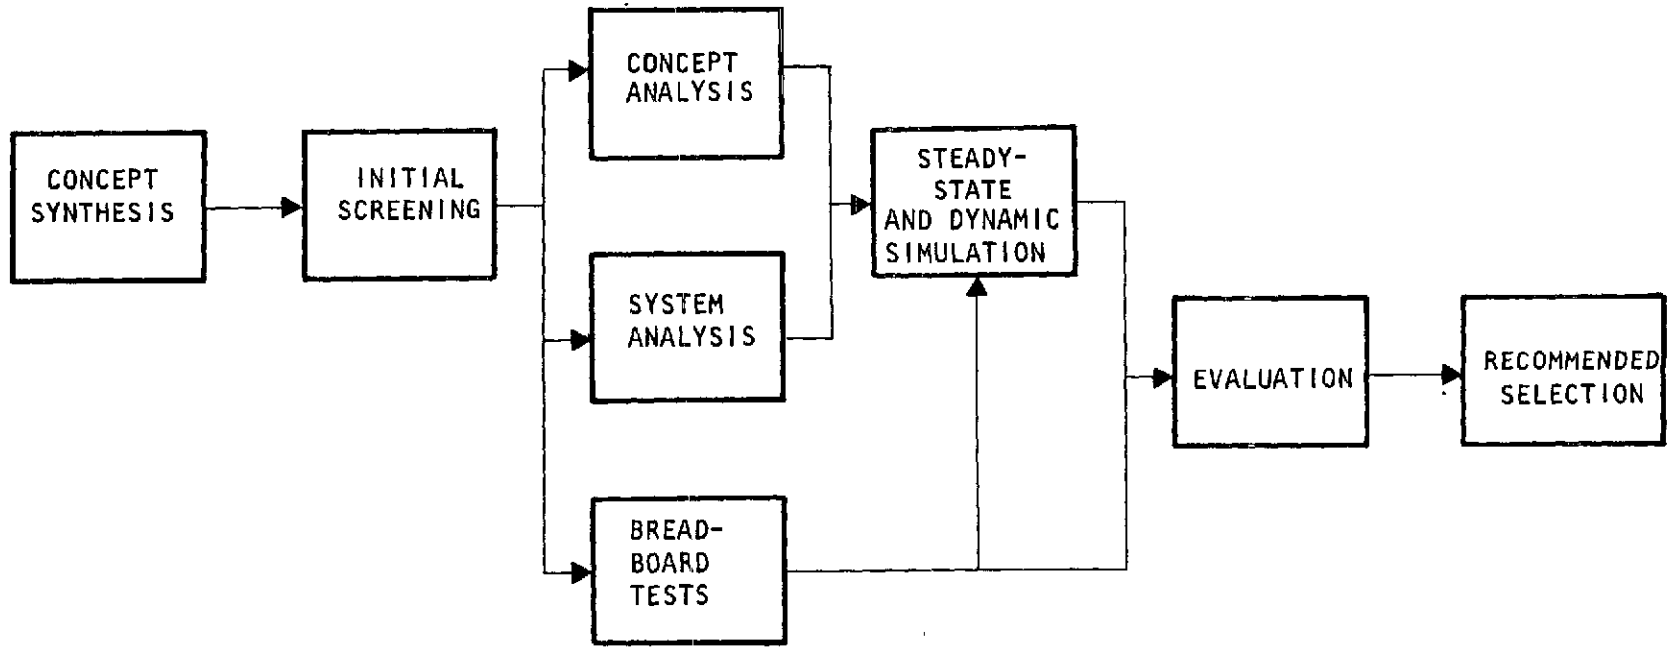 CONCEPT
SYNTHESIS
INITIAL
SCREENING
CONCEPT
ANALYSIS
SYSTEM
ANALYSIS
BREAD-
BOARD
TESTS
STEADY-
STATE
AND DYNAMIC
SIMULATION
EVALUATION
RECOMMENDED
SELECTION